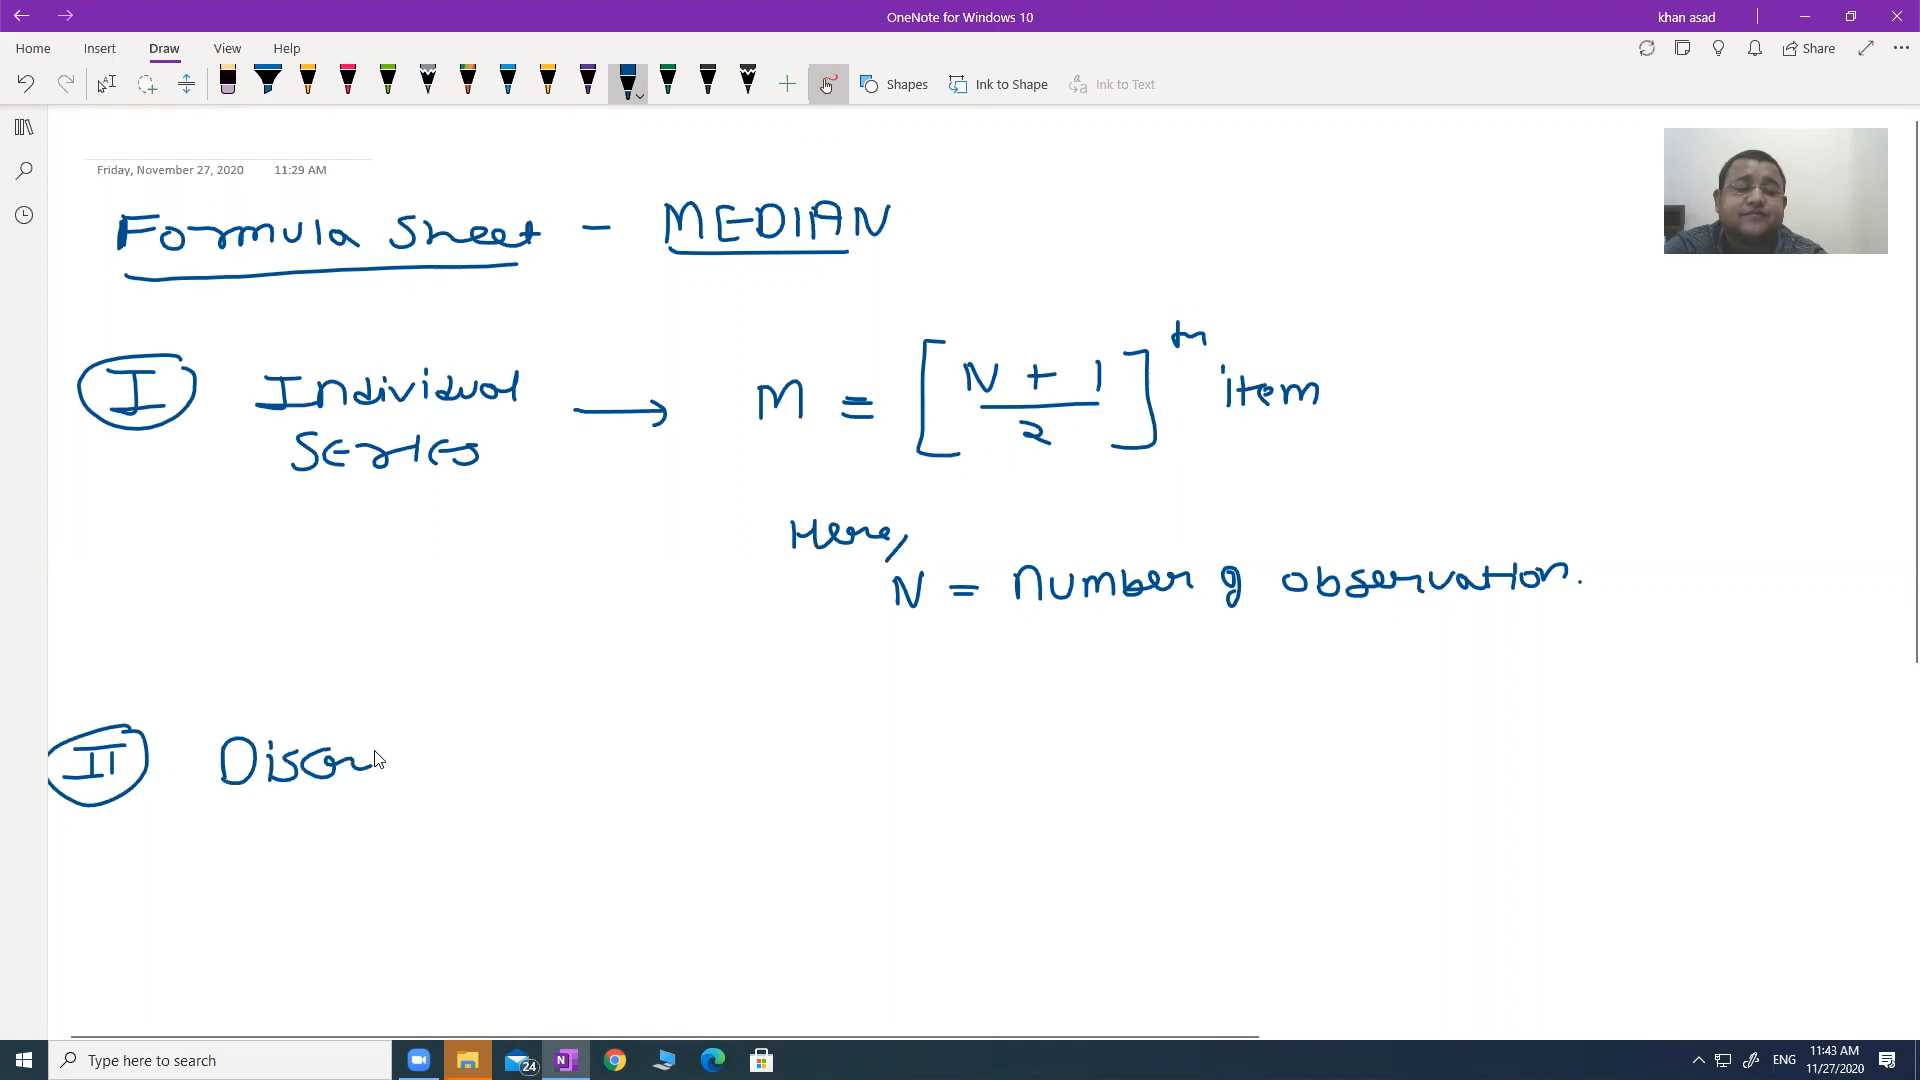 OneNote for Windows 10
khan asad
Home Insert Draw View Help
Share
Shapes Ink to Shape Ink to Text
Friday, November 27, 2020 11:29 AM
Formula Sheet - MEDIAN
I Individual Series → M = [N + 1 / 2] th item
Here,
N = Number of observation.
II Discr
Type here to search
24
ENG
11:43 AM
11/27/2020